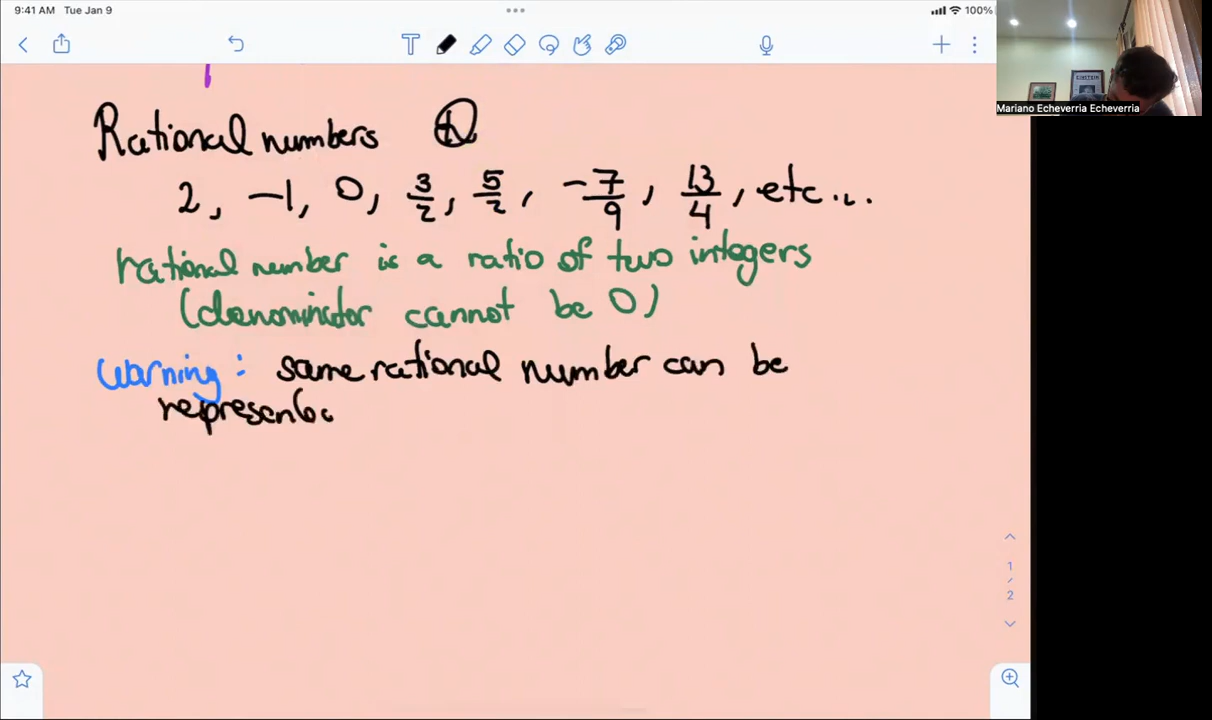 9:41 AM Tue Jan 9
100%
Mariano Echeverria Echeverria
Rational numbers ℚ
2, -1, 0, 3/2, 5/2, -7/9, 13/4, etc...
rational number is a ratio of two integers
(denominator cannot be 0)
Warning: same rational number can be
1
/
2